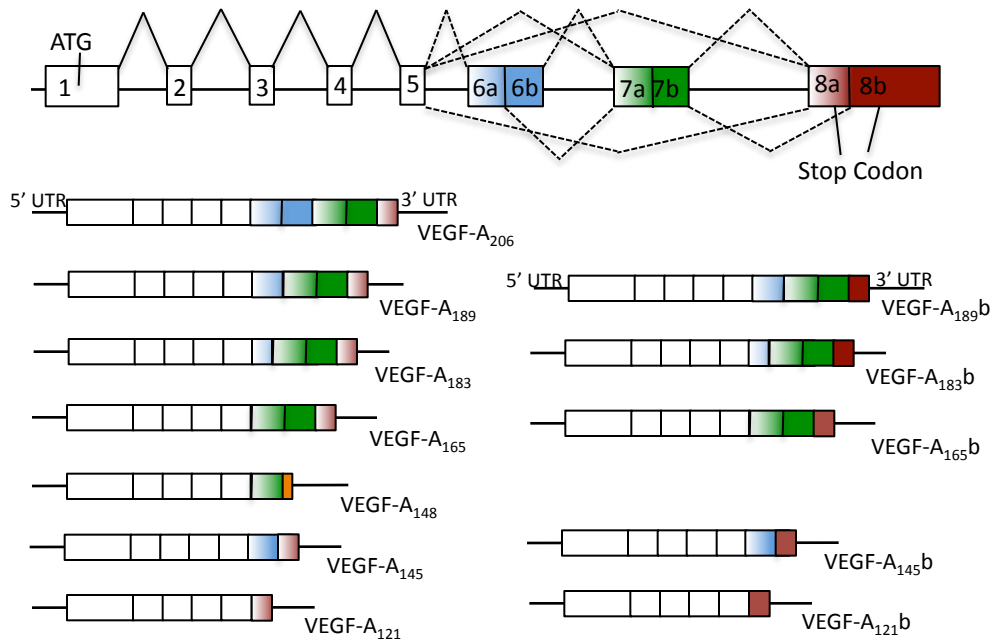 ATG
1 2 3 4 5 6a 6b 7a 7b 8a 8b
Stop Codon
5’ UTR 3’ UTR
VEGF-A206
VEGF-A189
5’ UTR 3’ UTR
VEGF-A189b
VEGF-A183
VEGF-A183b
VEGF-A165
VEGF-A165b
VEGF-A148
VEGF-A145
VEGF-A145b
VEGF-A121
VEGF-A121b